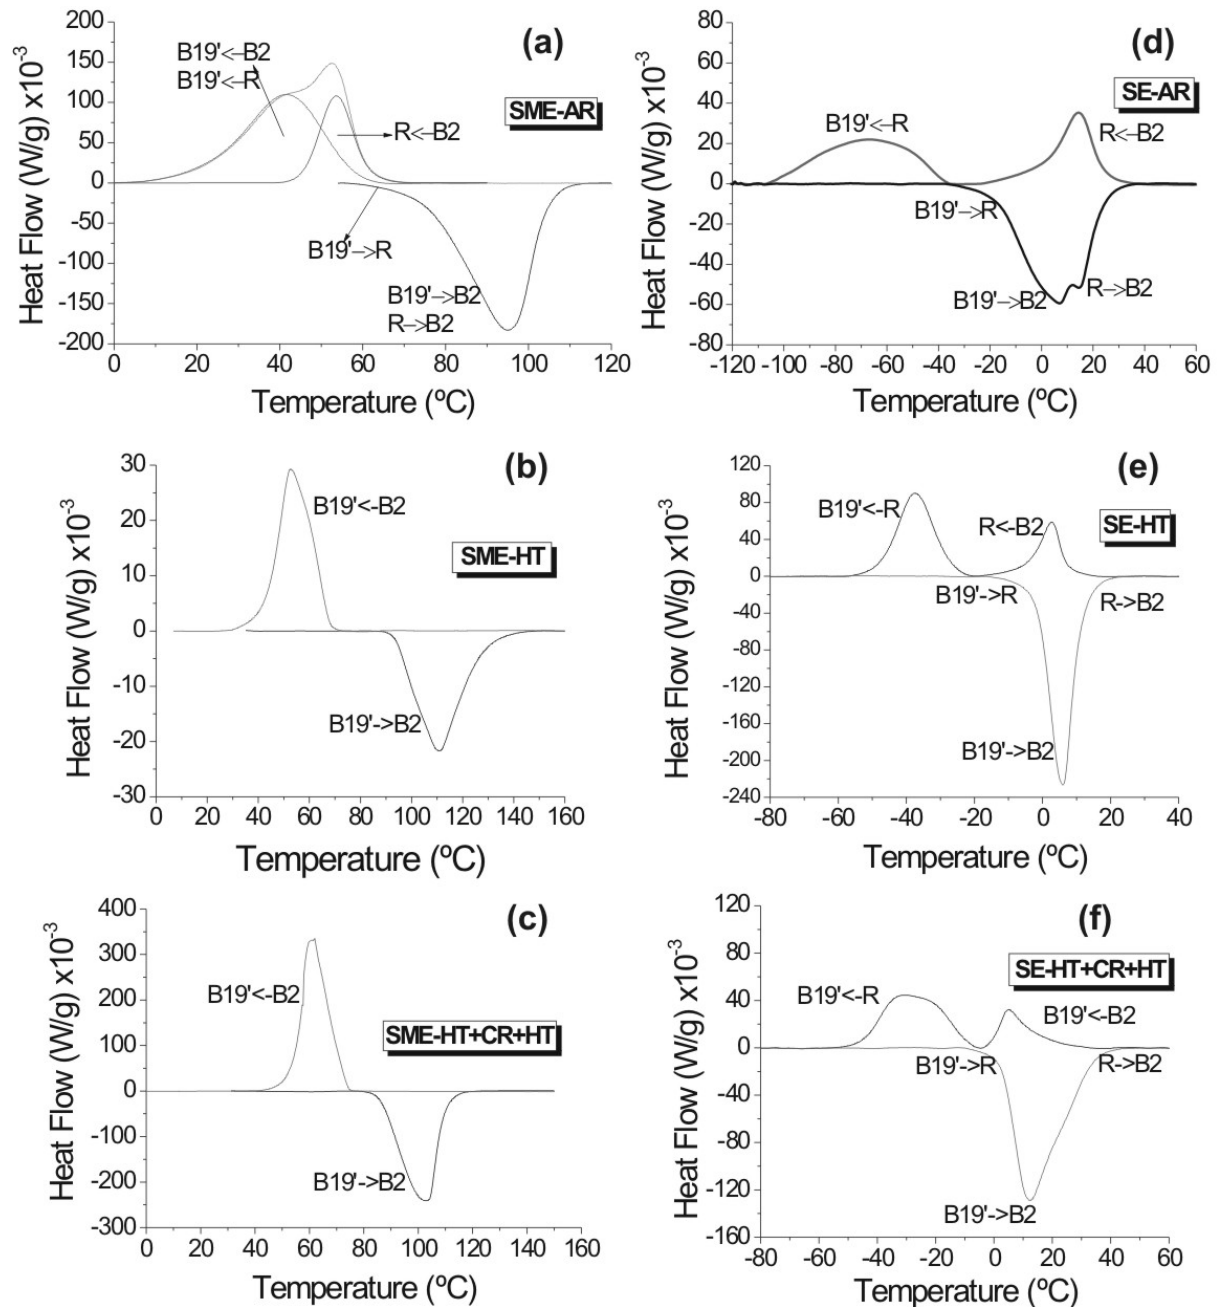 (a)
SME-AR
Heat Flow (W/g) x10⁻³
200
150
100
50
0
-50
-100
-150
-200
B19'<–B2
B19'<–R
R<–B2
B19'–>R
B19'–>B2
R–>B2
0 20 40 60 80 100 120
Temperature (ºC)
(d)
SE-AR
Heat Flow (W/g) x10⁻³
80
60
40
20
0
-20
-40
-60
-80
B19'<–R
R<–B2
B19'–>R
B19'–>B2
R–>B2
-120 -100 -80 -60 -40 -20 0 20 40 60
Temperature (ºC)
(b)
SME-HT
Heat Flow (W/g) x10⁻³
30
20
10
0
-10
-20
-30
B19'<-B2
B19'->B2
0 20 40 60 80 100 120 140 160
Temperature (ºC)
(e)
SE-HT
Heat Flow (W/g) x10⁻³
120
80
40
0
-40
-80
-120
-160
-200
-240
B19'<-R
R<-B2
B19'->R
R->B2
B19'->B2
-80 -60 -40 -20 0 20 40
Temperature (ºC)
(c)
SME-HT+CR+HT
Heat Flow (W/g) x10⁻³
400
300
200
100
0
-100
-200
-300
B19'<-B2
B19'->B2
0 20 40 60 80 100 120 140 160
Temperature (ºC)
(f)
SE-HT+CR+HT
Heat Flow (W/g) x10⁻³
120
80
40
0
-40
-80
-120
-160
B19'<-R
B19'<-B2
B19'->R
R->B2
B19'->B2
-80 -60 -40 -20 0 20 40 60
Temperature (ºC)